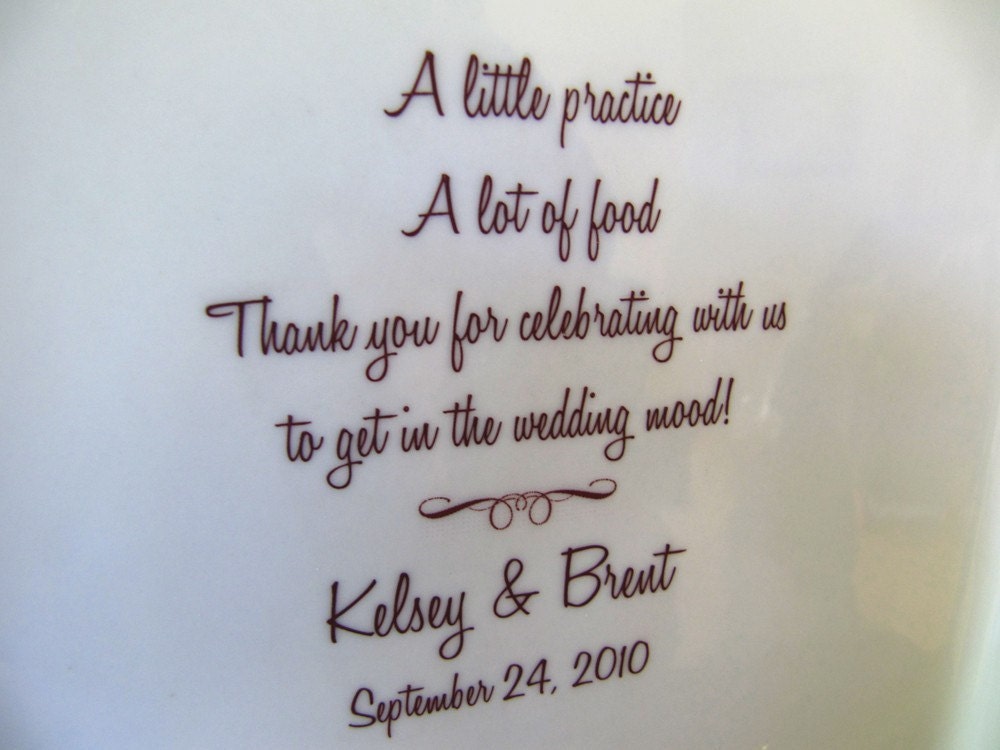 A little practice
A lot of food
Thank you for celebrating with us
to get in the wedding mood!
Kelsey & Brent
September 24, 2010